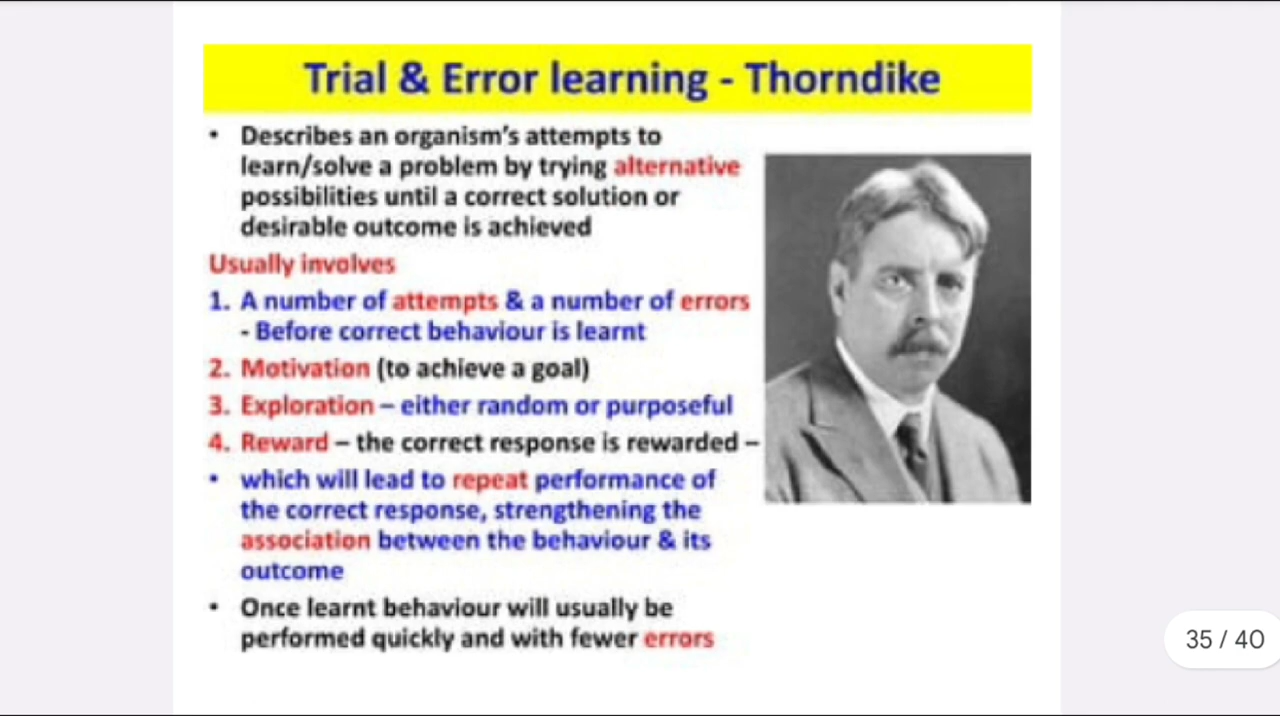 Trial & Error learning - Thorndike
• Describes an organism's attempts to
learn/solve a problem by trying alternative
possibilities until a correct solution or
desirable outcome is achieved
Usually involves
1. A number of attempts & a number of errors
- Before correct behaviour is learnt
2. Motivation (to achieve a goal)
3. Exploration – either random or purposeful
4. Reward – the correct response is rewarded –
• which will lead to repeat performance of
the correct response, strengthening the
association between the behaviour & its
outcome
• Once learnt behaviour will usually be
performed quickly and with fewer errors
35 / 40